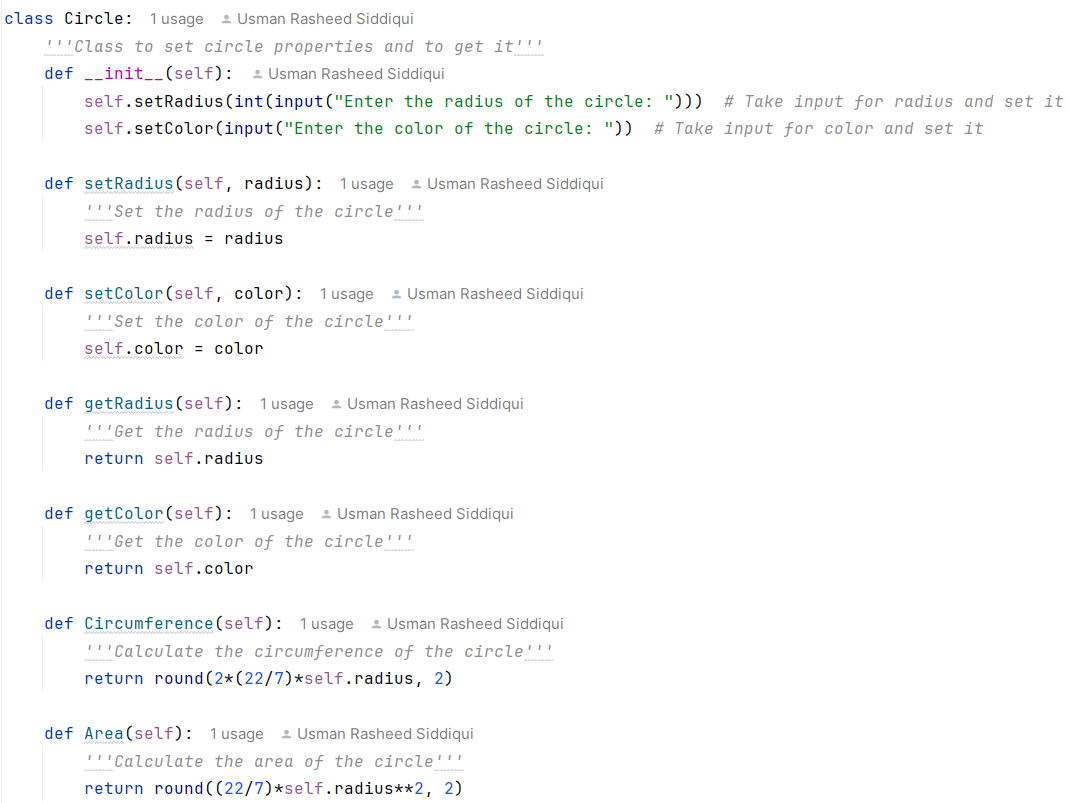 class Circle: 1 usage Usman Rasheed Siddiqui
'''Class to set circle properties and to get it'''
def __init__(self): Usman Rasheed Siddiqui
self.setRadius(int(input("Enter the radius of the circle: "))) # Take input for radius and set it
self.setColor(input("Enter the color of the circle: ")) # Take input for color and set it
def setRadius(self, radius): 1 usage Usman Rasheed Siddiqui
'''Set the radius of the circle'''
self.radius = radius
def setColor(self, color): 1 usage Usman Rasheed Siddiqui
'''Set the color of the circle'''
self.color = color
def getRadius(self): 1 usage Usman Rasheed Siddiqui
'''Get the radius of the circle'''
return self.radius
def getColor(self): 1 usage Usman Rasheed Siddiqui
'''Get the color of the circle'''
return self.color
def Circumference(self): 1 usage Usman Rasheed Siddiqui
'''Calculate the circumference of the circle'''
return round(2*(22/7)*self.radius, 2)
def Area(self): 1 usage Usman Rasheed Siddiqui
'''Calculate the area of the circle'''
return round((22/7)*self.radius**2, 2)